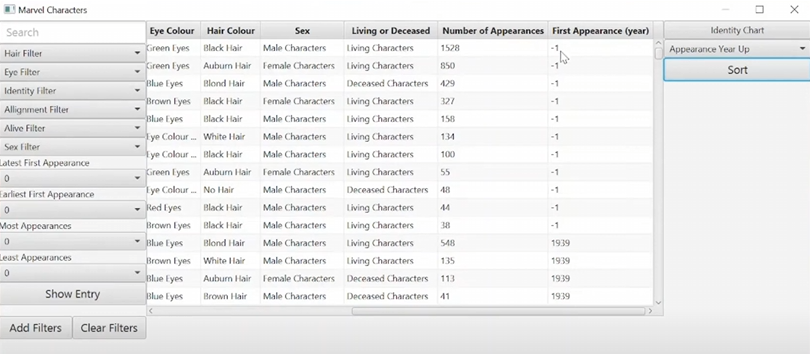 Marvel Characters
Search
Hair Filter
Eye Filter
Identity Filter
Allignment Filter
Alive Filter
Sex Filter
Latest First Appearance
0
Earliest First Appearance
0
Most Appearances
0
Least Appearances
0
Show Entry
Add Filters Clear Filters
Eye Colour Hair Colour Sex Living or Deceased Number of Appearances First Appearance (year)
Green Eyes Black Hair Male Characters Living Characters 1528 -1
Green Eyes Auburn Hair Female Characters Living Characters 850 -1
Blue Eyes Blond Hair Male Characters Deceased Characters 429 -1
Brown Eyes Black Hair Female Characters Living Characters 327 -1
Blue Eyes Black Hair Male Characters Living Characters 158 -1
Eye Colour ... White Hair Male Characters Living Characters 134 -1
Eye Colour ... Black Hair Male Characters Living Characters 100 -1
Green Eyes Auburn Hair Female Characters Living Characters 55 -1
Eye Colour ... No Hair Male Characters Deceased Characters 48 -1
Red Eyes Black Hair Male Characters Living Characters 44 -1
Brown Eyes Black Hair Male Characters Living Characters 38 -1
Blue Eyes Blond Hair Male Characters Living Characters 548 1939
Brown Eyes White Hair Male Characters Living Characters 135 1939
Blue Eyes Auburn Hair Female Characters Deceased Characters 113 1939
Blue Eyes Brown Hair Male Characters Deceased Characters 41 1939
Identity Chart
Appearance Year Up
Sort